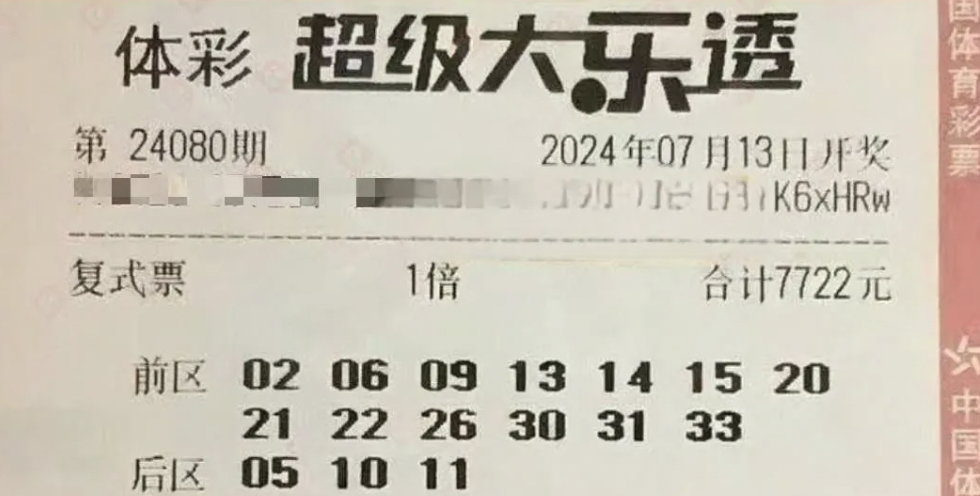 体彩 超级大乐透
第 24080期 2024年07月13日开奖
K6xHRw
复式票 1倍 合计7722元
前区 02 06 09 13 14 15 20
21 22 26 30 31 33
后区 05 10 11
国体育彩票
中国体